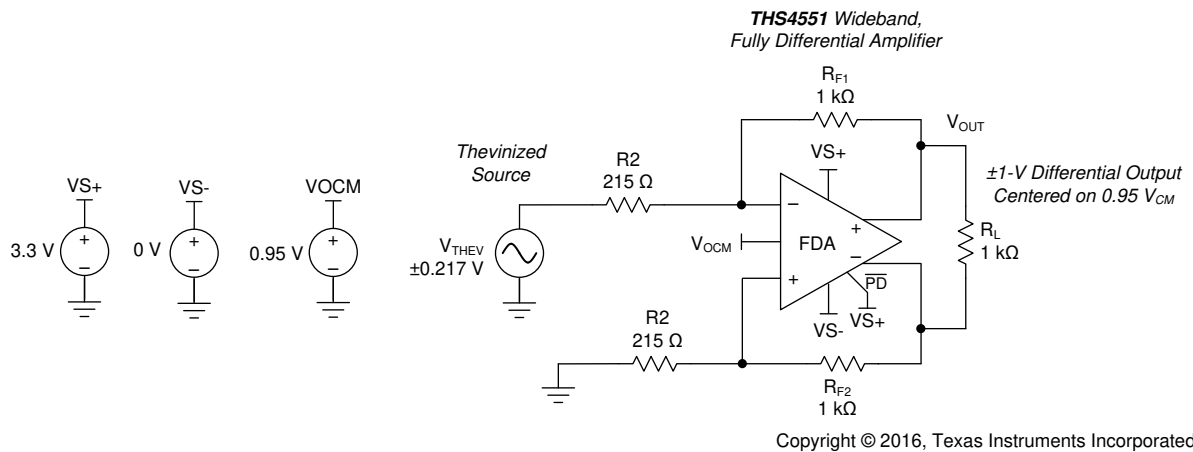 THS4551 Wideband,
Fully Differential Amplifier
RF1
1 kΩ
VOUT
Thevinized
Source
R2
215 Ω
VS+
±1-V Differential Output
Centered on 0.95 VCM
VS+
VS-
VOCM
3.3 V
+
−
0 V
+
−
0.95 V
+
−
VTHEV
±0.217 V
VOCM
−
+
FDA
+
−
PD
RL
1 kΩ
VS-
VS+
R2
215 Ω
RF2
1 kΩ
Copyright © 2016, Texas Instruments Incorporated